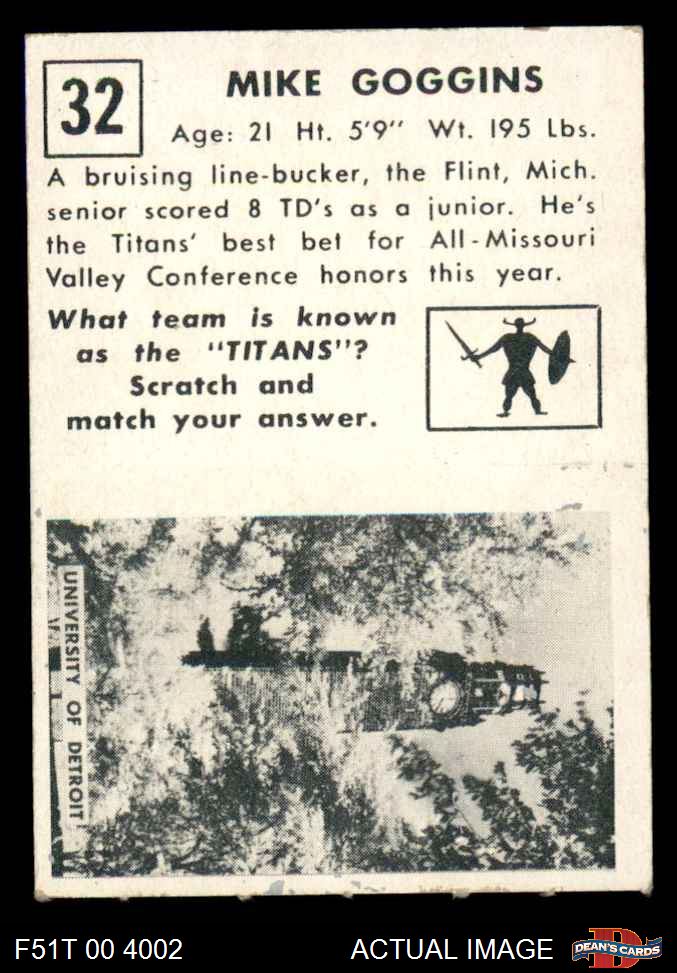 32
MIKE GOGGINS
Age: 21 Ht. 5'9" Wt. 195 Lbs.
A bruising line-bucker, the Flint, Mich.
senior scored 8 TD's as a junior. He's
the Titans' best bet for All-Missouri
Valley Conference honors this year.
What team is known
as the "TITANS"?
Scratch and
match your answer.
UNIVERSITY OF DETROIT
F51T 00 4002
ACTUAL IMAGE
D
DEAN'S CARDS